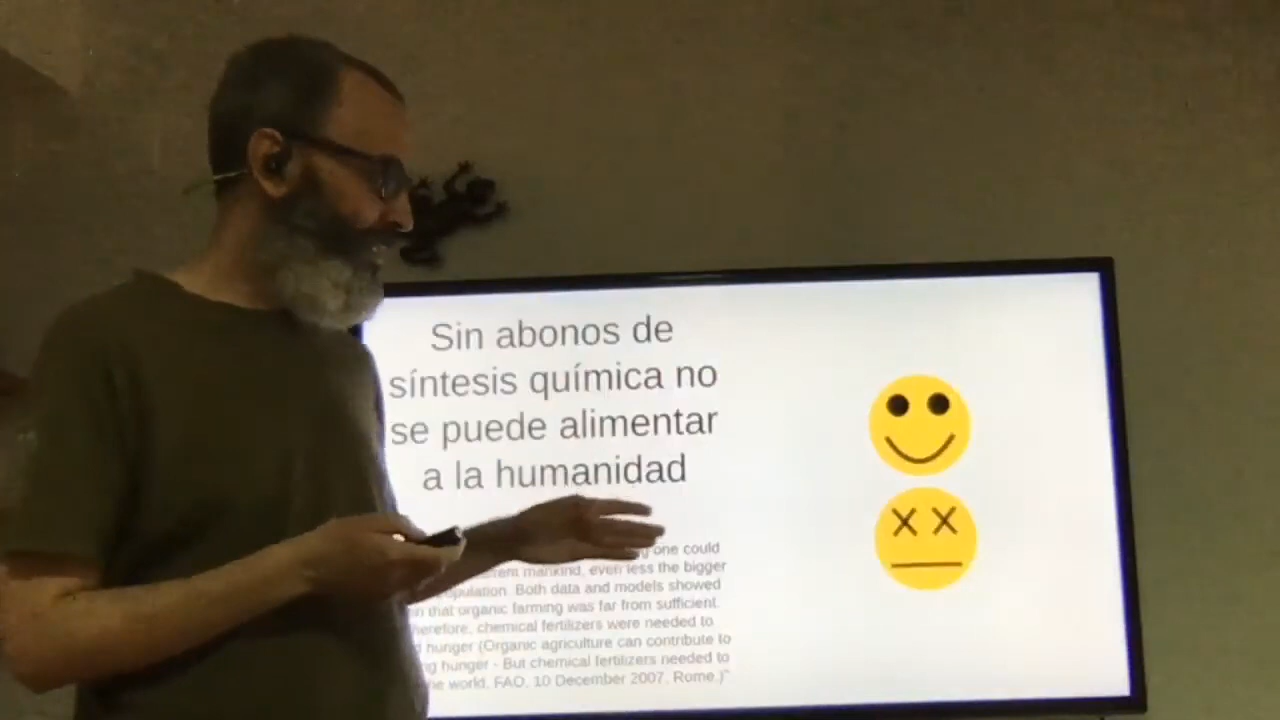 Sin abonos de
síntesis química no
se puede alimentar
a la humanidad
one could
mankind, even less the bigger
Both data and models showed
that organic farming was far from sufficient.
chemical fertilizers were needed to
hunger (Organic agriculture can contribute to
hunger - But chemical fertilizers needed to
world. FAO. 10 December 2007. Rome.)"